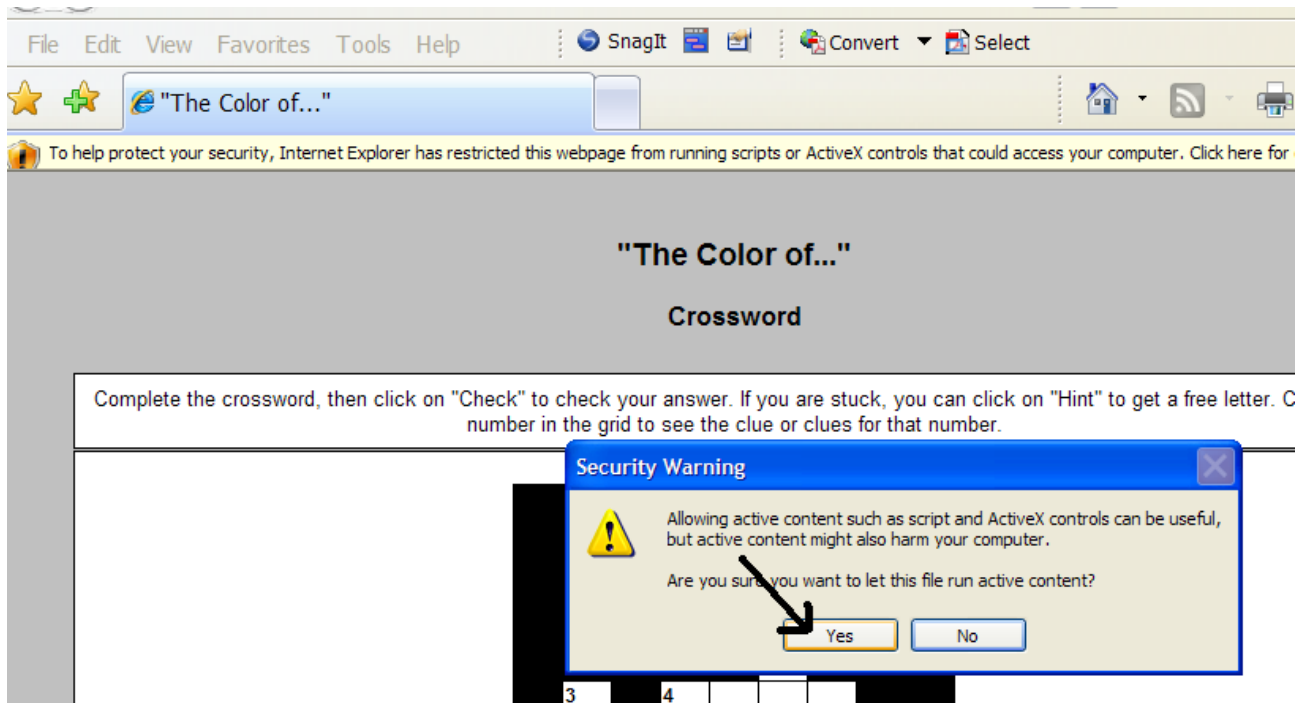 File Edit View Favorites Tools Help SnagIt Convert Select
"The Color of..."
To help protect your security, Internet Explorer has restricted this webpage from running scripts or ActiveX controls that could access your computer. Click here for
"The Color of..."
Crossword
Complete the crossword, then click on "Check" to check your answer. If you are stuck, you can click on "Hint" to get a free letter. C
number in the grid to see the clue or clues for that number.
Security Warning
Allowing active content such as script and ActiveX controls can be useful,
but active content might also harm your computer.
Are you sure you want to let this file run active content?
Yes No
3 4